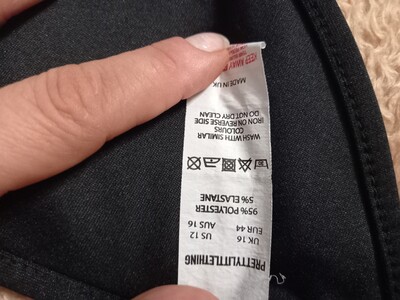 PRETTYLITTLETHING
UK 16 US 12
EUR 44 AUS 16
95% POLYESTER
5% ELASTANE
WASH WITH SIMILAR
COLOURS
IRON ON REVERSE SIDE
DO NOT DRY CLEAN
MADE IN UK